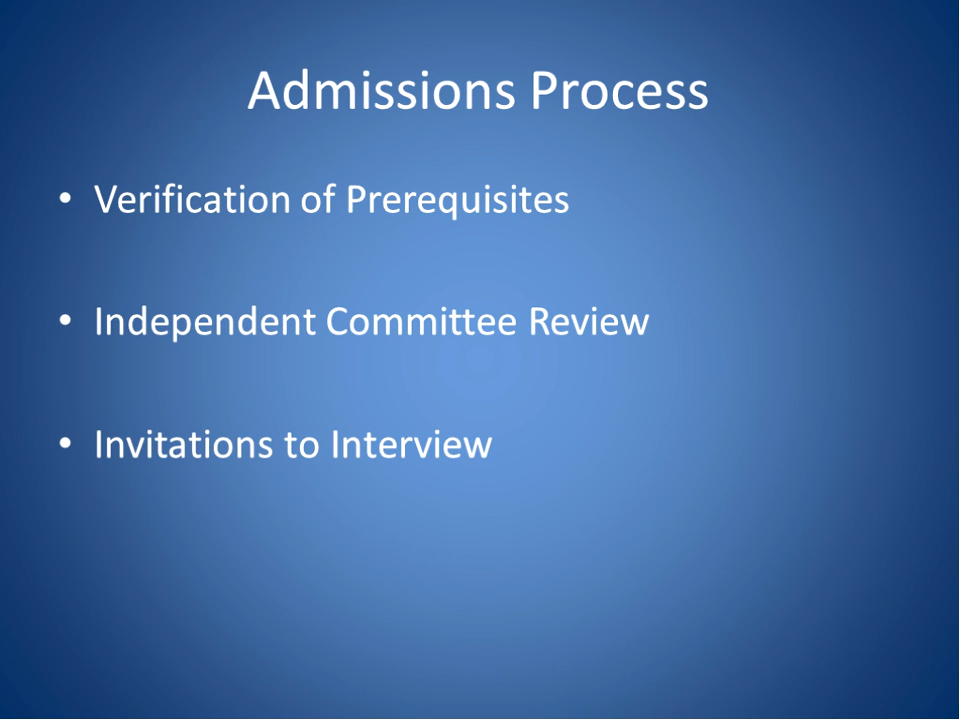 Admissions Process
• Verification of Prerequisites
• Independent Committee Review
• Invitations to Interview